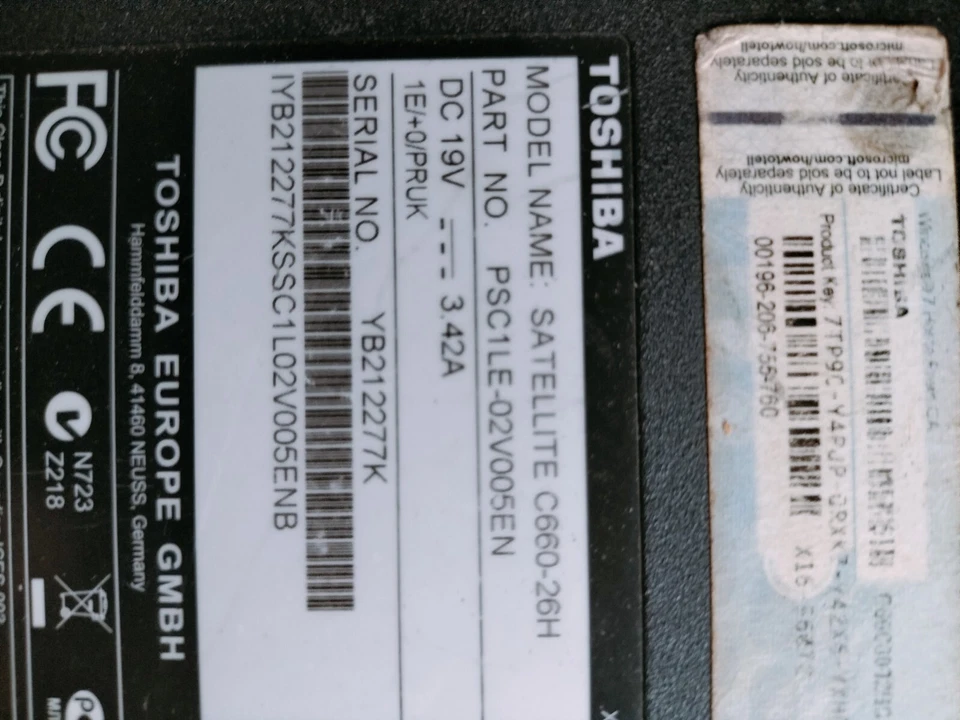 TOSHIBA
MODEL NAME: SATELLITE C660-26H
PART NO. PSC1LE-02V005EN
DC 19V 3.42A
1E/+0/PRUK
SERIAL NO. YB212277K
IYB212277KSSC1L02V005ENB
TOSHIBA EUROPE GMBH
Hammfelddamm 8, 41460 NEUSS, Germany
FC CE N723
Z218
microsoft.com/howtotell
to be sold separately
Certificate of Authenticity
Certificate of Authenticity
Label not to be sold separately
microsoft.com/howtotell
TOSHIBA
Product Key:
00196-206-755-760